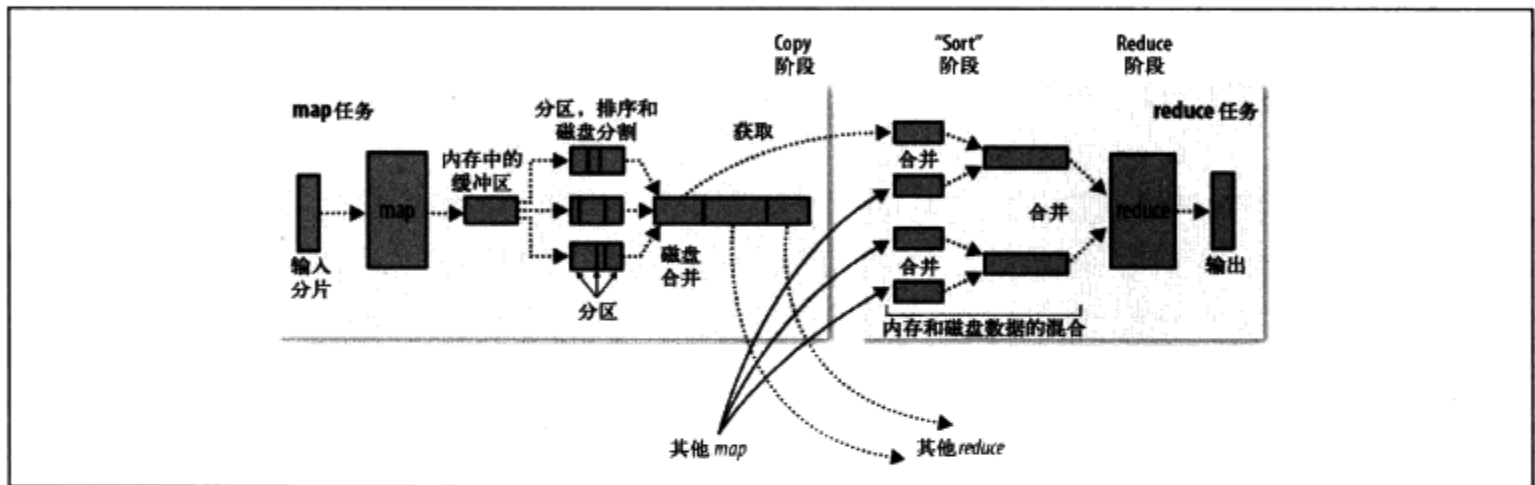 Copy
阶段
“Sort”
阶段
Reduce
阶段
map 任务
分区，排序和
磁盘分割
获取
reduce 任务
内存中的
缓冲区
合并
map
合并
reduce
输入
分片
磁盘
合并
合并
输出
分区
内存和磁盘数据的混合
其他 map
其他 reduce